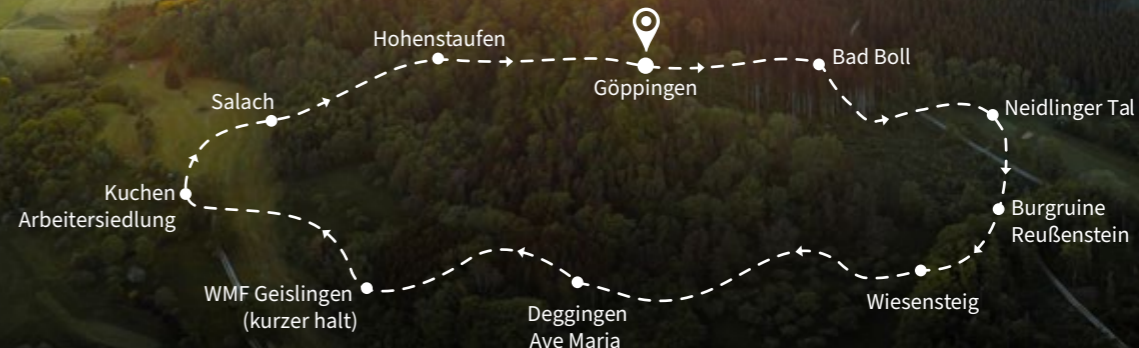 Hohenstaufen
Göppingen
Bad Boll
Salach
Neidlinger Tal
Kuchen
Arbeitersiedlung
Burgruine
Reußenstein
WMF Geislingen
(kurzer halt)
Deggingen
Ave Maria
Wiesensteig